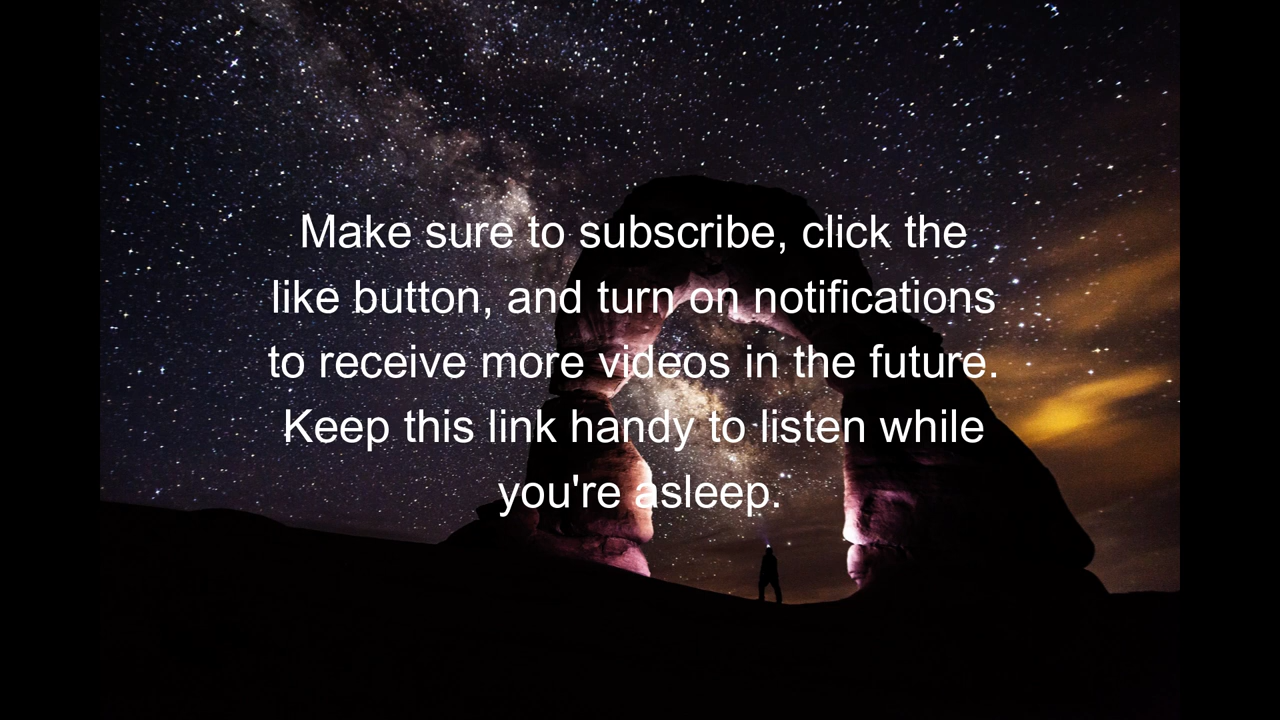 Make sure to subscribe, click the
like button, and turn on notifications
to receive more videos in the future.
Keep this link handy to listen while
you're asleep.